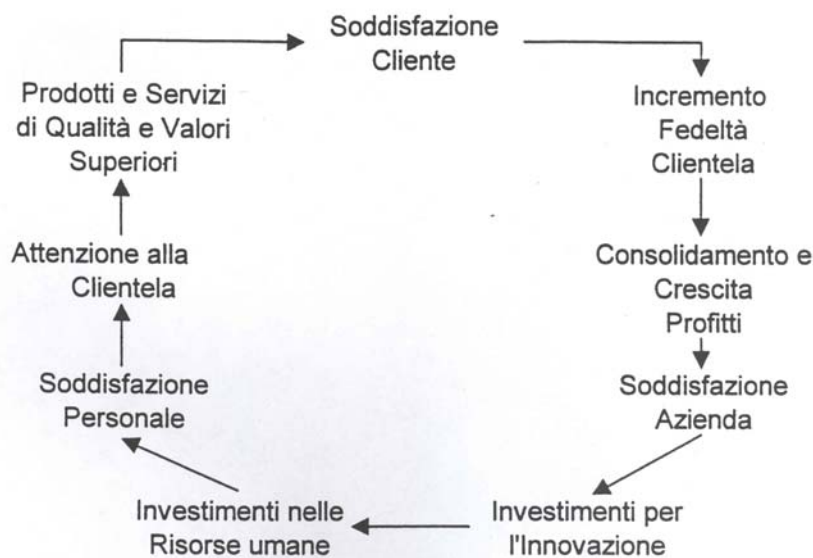 Soddisfazione
Cliente
Incremento
Fedeltà
Clientela
Consolidamento e
Crescita
Profitti
Soddisfazione
Azienda
Investimenti per
l'Innovazione
Investimenti nelle
Risorse umane
Soddisfazione
Personale
Attenzione alla
Clientela
Prodotti e Servizi
di Qualità e Valori
Superiori